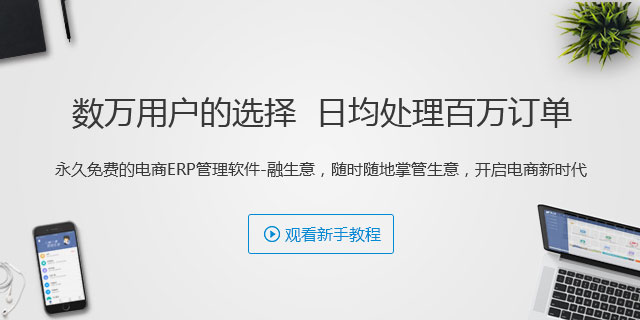 数万用户的选择 日均处理百万订单
永久免费的电商ERP管理软件-融生意，随时随地掌管生意，开启电商新时代
观看新手教程